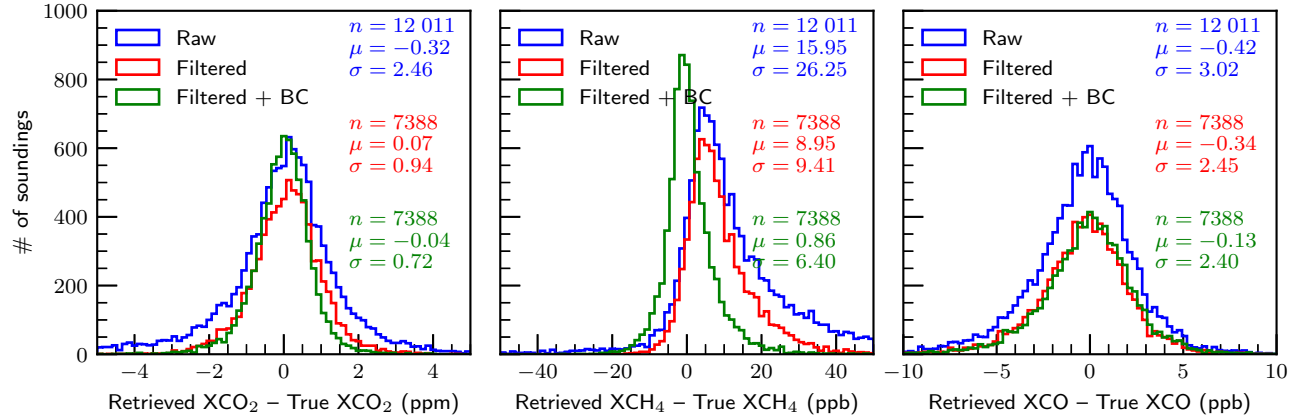 # of soundings
1000
800
600
400
200
0
Raw
Filtered
Filtered + BC
n = 12 011
μ = −0.32
σ = 2.46
n = 7388
μ = 0.07
σ = 0.94
n = 7388
μ = −0.04
σ = 0.72
−4 −2 0 2 4
Retrieved XCO₂ – True XCO₂ (ppm)
Raw
Filtered
Filtered + BC
n = 12 011
μ = 15.95
σ = 26.25
n = 7388
μ = 8.95
σ = 9.41
n = 7388
μ = 0.86
σ = 6.40
−40 −20 0 20 40
Retrieved XCH₄ – True XCH₄ (ppb)
Raw
Filtered
Filtered + BC
n = 12 011
μ = −0.42
σ = 3.02
n = 7388
μ = −0.34
σ = 2.45
n = 7388
μ = −0.13
σ = 2.40
−10 −5 0 5 10
Retrieved XCO – True XCO (ppb)